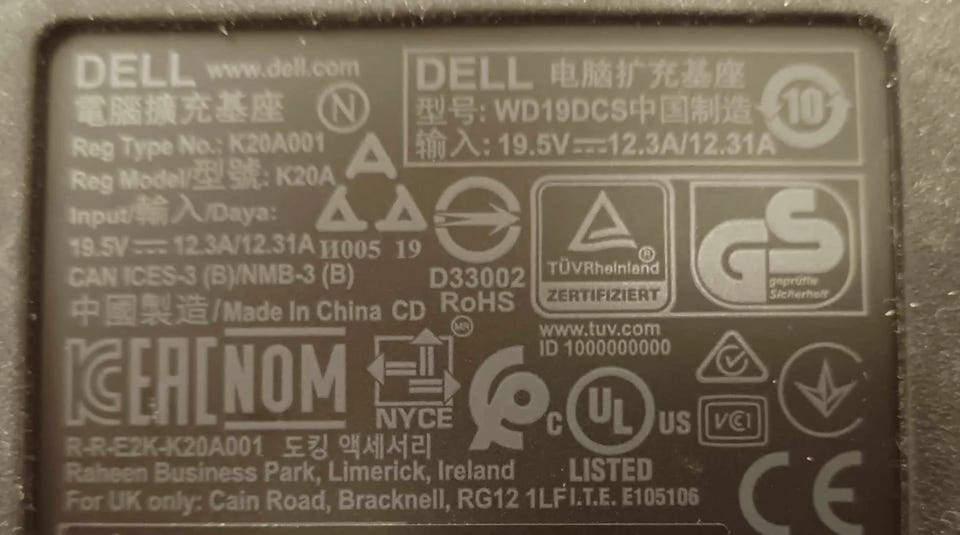 DELL www.dell.com
電腦擴充基座 N
Reg Type No.: K20A001
Reg Model/型號: K20A
Input/輸入/Daya:
19.5V⎓12.3A/12.31A
CAN ICES-3 (B)/NMB-3 (B)
中國製造/Made In China CD
И005 19
DELL 电脑扩充基座
型号: WD19DCS中国制造
输入: 19.5V⎓12.3A/12.31A
10
D33002
RoHS
TÜVRheinland®
ZERTIFIZIERT
GS
geprüfte
Sicherheit
www.tuv.com
ID 1000000000
KC EAC NOM
MR
NYCE
C UL US
LISTED
I.T.E. E105106
VCI
CE
R-R-E2K-K20A001 도킹 액세서리
Raheen Business Park, Limerick, Ireland
For UK only: Cain Road, Bracknell, RG12 1LF